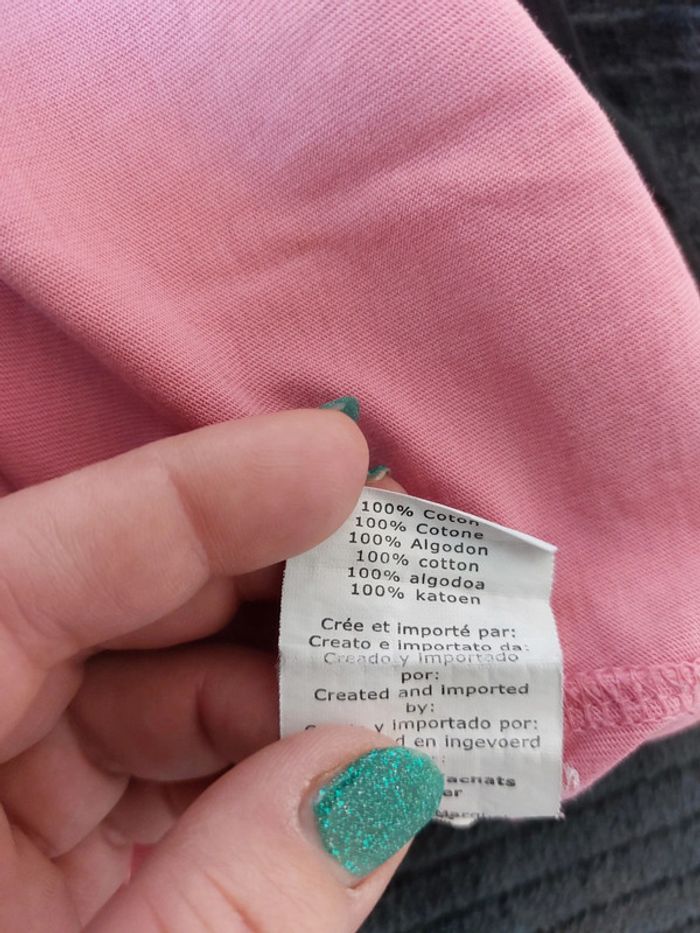 100% Coton
100% Cotone
100% Algodon
100% cotton
100% algodoa
100% katoen
Crée et importé par:
Creato e importato da:
Creado y importado
por:
Created and imported
by:
y importado por:
en ingevoerd